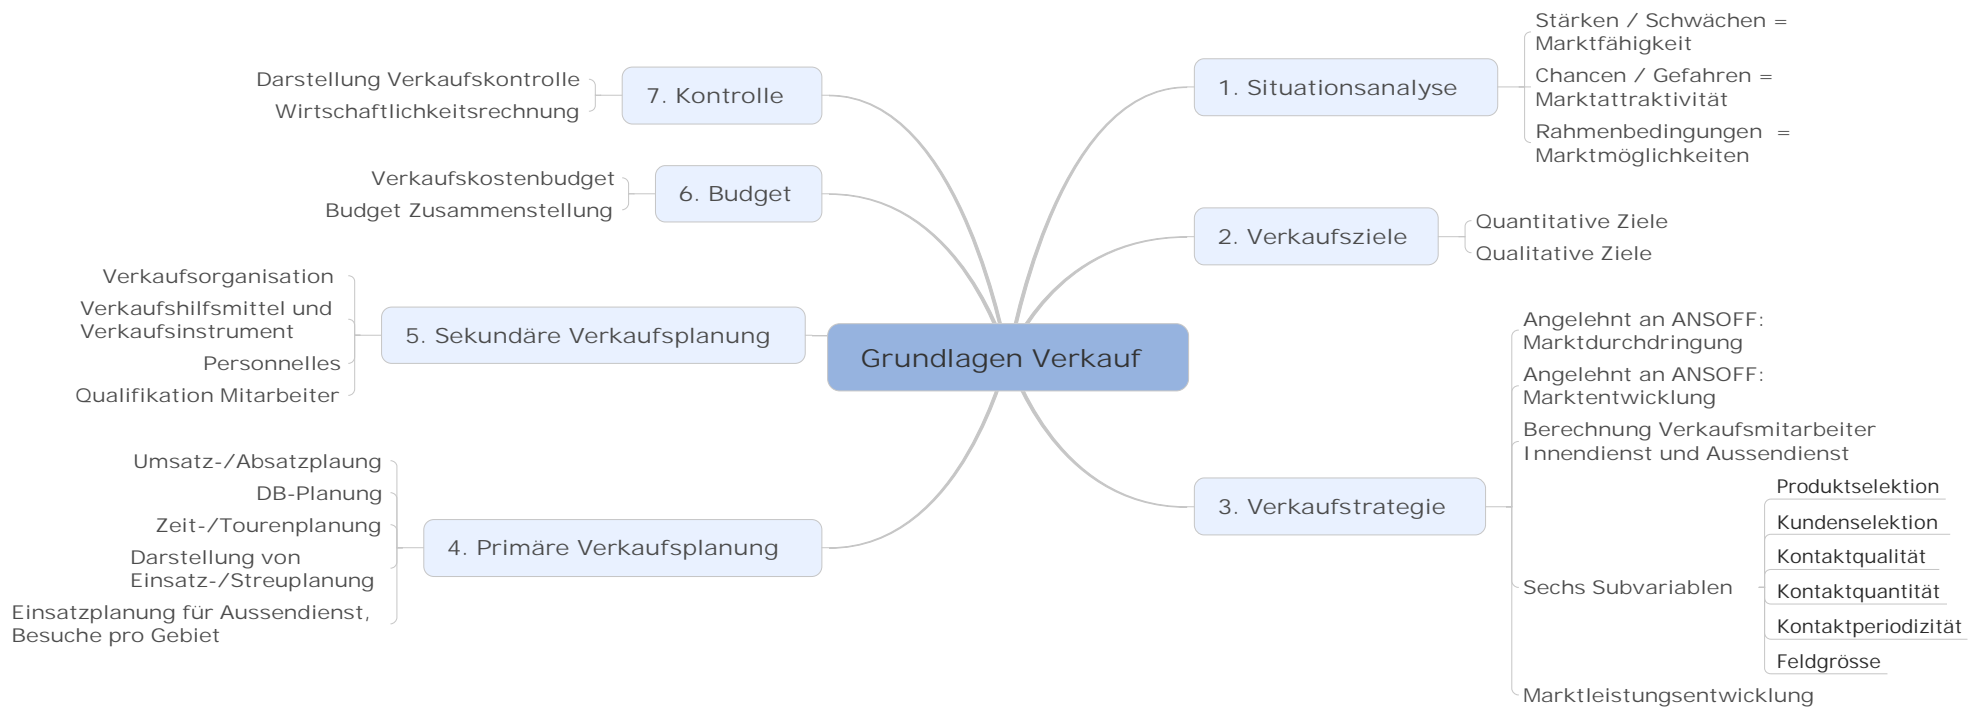 Grundlagen Verkauf
1. Situationsanalyse
Stärken / Schwächen =
Marktfähigkeit
Chancen / Gefahren =
Marktattraktivität
Rahmenbedingungen =
Marktmöglichkeiten
2. Verkaufsziele
Quantitative Ziele
Qualitative Ziele
3. Verkaufstrategie
Angelehnt an ANSOFF:
Marktdurchdringung
Angelehnt an ANSOFF:
Marktentwicklung
Berechnung Verkaufsmitarbeiter
Innendienst und Aussendienst
Sechs Subvariablen
Produktselektion
Kundenselektion
Kontaktqualität
Kontaktquantität
Kontaktperiodizität
Feldgrösse
Marktleistungsentwicklung
4. Primäre Verkaufsplanung
Umsatz-/Absatzplaung
DB-Planung
Zeit-/Tourenplanung
Darstellung von
Einsatz-/Streuplanung
Einsatzplanung für Aussendienst,
Besuche pro Gebiet
5. Sekundäre Verkaufsplanung
Verkaufsorganisation
Verkaufshilfsmittel und
Verkaufsinstrument
Personnelles
Qualifikation Mitarbeiter
6. Budget
Verkaufskostenbudget
Budget Zusammenstellung
7. Kontrolle
Darstellung Verkaufskontrolle
Wirtschaftlichkeitsrechnung